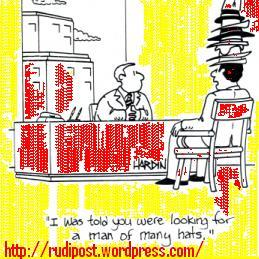 HARDIN
"I was told you were looking for
a man of many hats."
http://rudipost.wordpress.com/